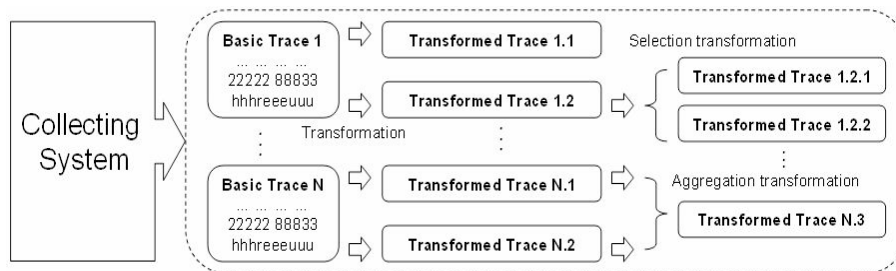 Collecting
System
Basic Trace 1
... ... ... ...
22222 88833
hhhreeeuuu
Transformed Trace 1.1
Transformed Trace 1.2
Selection transformation
Transformed Trace 1.2.1
Transformed Trace 1.2.2
Transformation
Basic Trace N
... ... ... ...
22222 88833
hhhreeeuuu
Transformed Trace N.1
Transformed Trace N.2
Aggregation transformation
Transformed Trace N.3